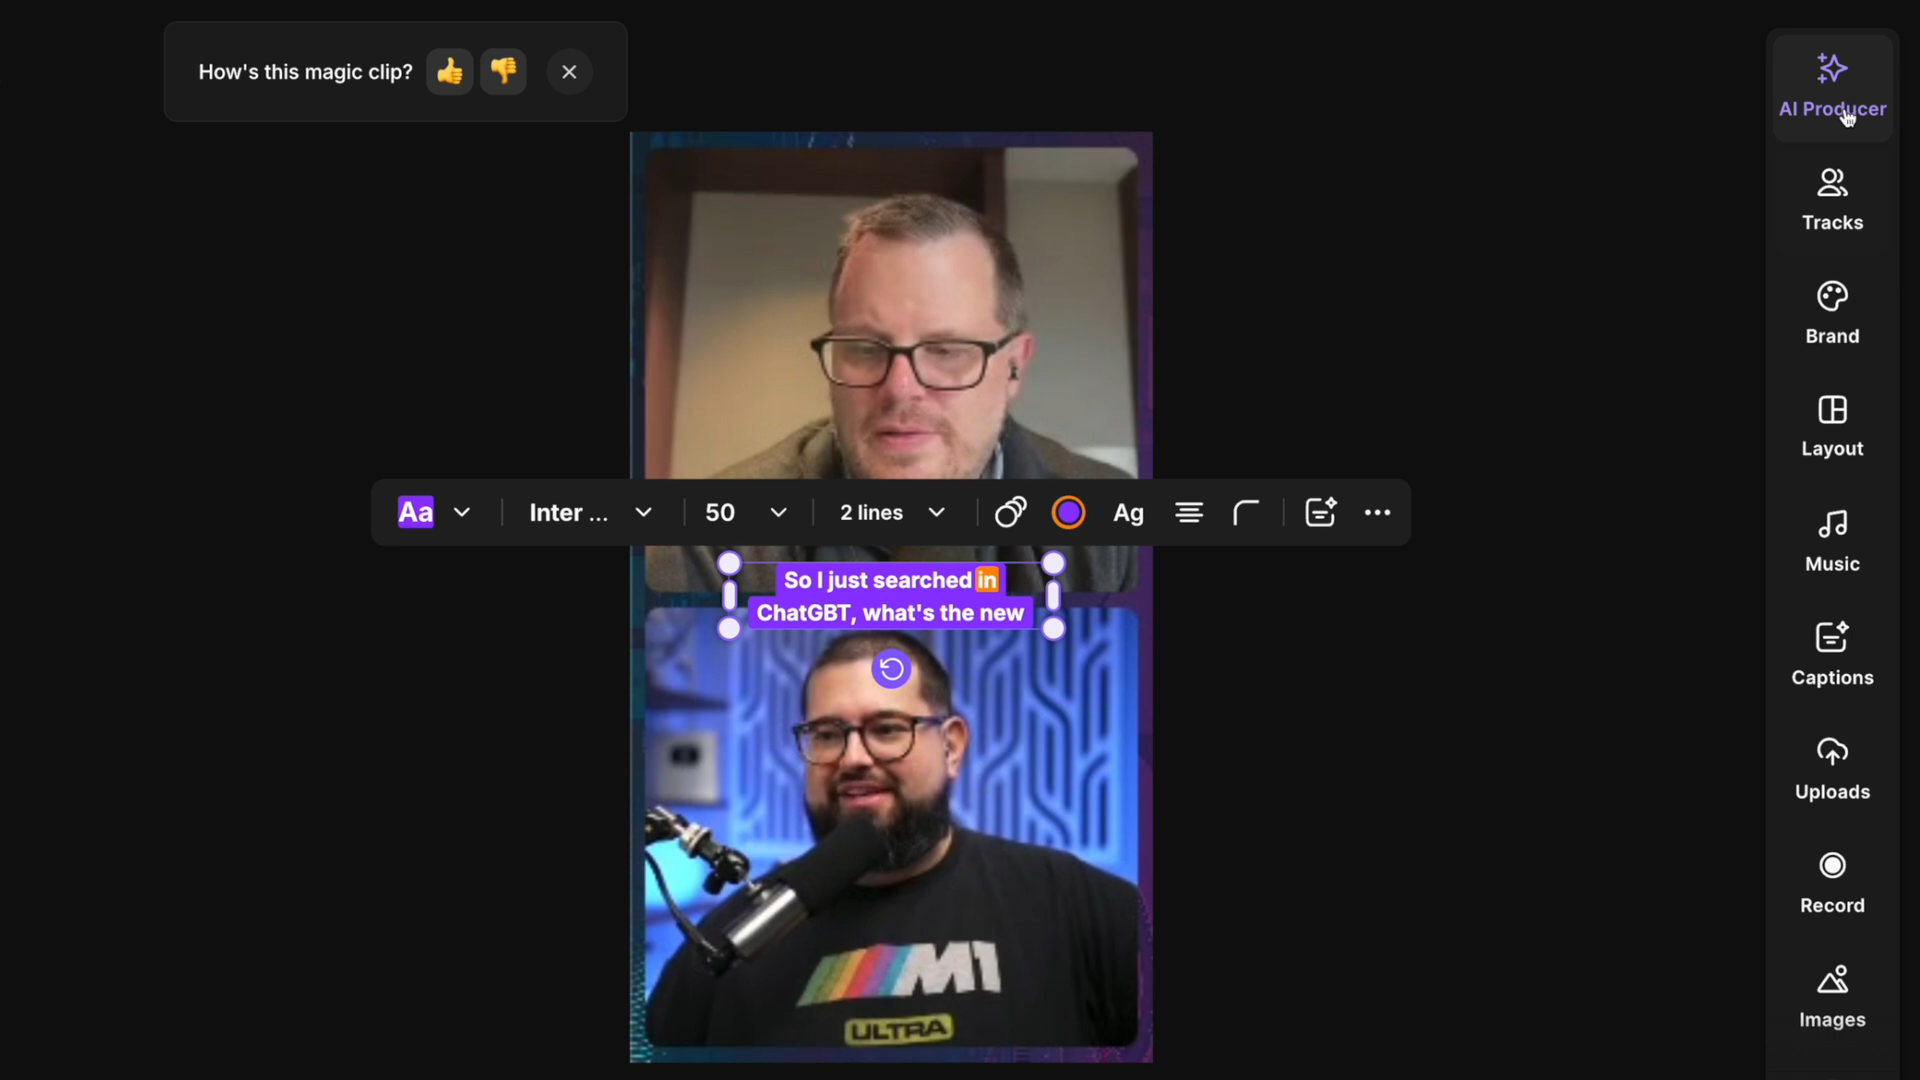 How's this magic clip? 👍 👎
AI Producer
Tracks
Brand
Layout
Music
Captions
Uploads
Record
Images
Aa
Inter ...
50
2 lines
Ag
So I just searched in
ChatGBT, what's the new
M1
ULTRA